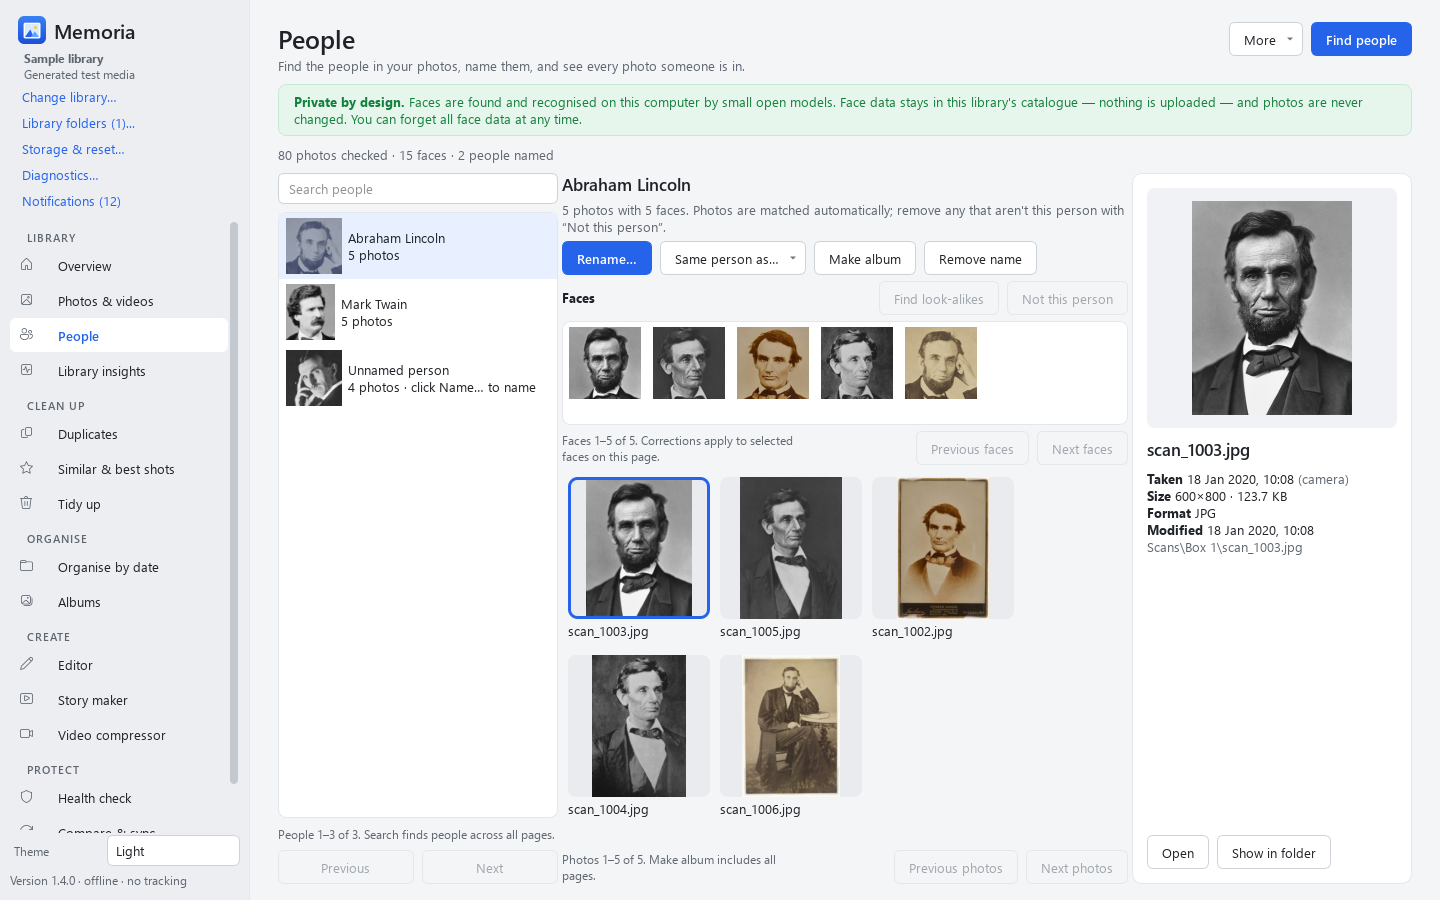 Memoria
Sample library
Generated test media
Change library...
Library folders (1)...
Storage & reset...
Diagnostics...
Notifications (12)
LIBRARY
Overview
Photos & videos
People
Library insights
CLEAN UP
Duplicates
Similar & best shots
Tidy up
ORGANISE
Organise by date
Albums
CREATE
Editor
Story maker
Video compressor
PROTECT
Health check
Compare & sync
Theme
Light
Version 1.4.0 · offline · no tracking
People
Find the people in your photos, name them, and see every photo someone is in.
More
Find people
Private by design. Faces are found and recognised on this computer by small open models. Face data stays in this library's catalogue — nothing is uploaded — and photos are never
changed. You can forget all face data at any time.
80 photos checked · 15 faces · 2 people named
Search people
Abraham Lincoln
5 photos
Mark Twain
5 photos
Unnamed person
4 photos · click Name... to name
People 1–3 of 3. Search finds people across all pages.
Previous
Next
Abraham Lincoln
5 photos with 5 faces. Photos are matched automatically; remove any that aren't this person with
“Not this person”.
Rename...
Same person as...
Make album
Remove name
Faces
Find look-alikes
Not this person
Faces 1–5 of 5. Corrections apply to selected
faces on this page.
Previous faces
Next faces
scan_1003.jpg
scan_1005.jpg
scan_1002.jpg
scan_1004.jpg
scan_1006.jpg
Photos 1–5 of 5. Make album includes all
pages.
Previous photos
Next photos
scan_1003.jpg
Taken 18 Jan 2020, 10:08 (camera)
Size 600×800 · 123.7 KB
Format JPG
Modified 18 Jan 2020, 10:08
Scans\Box 1\scan_1003.jpg
Open
Show in folder